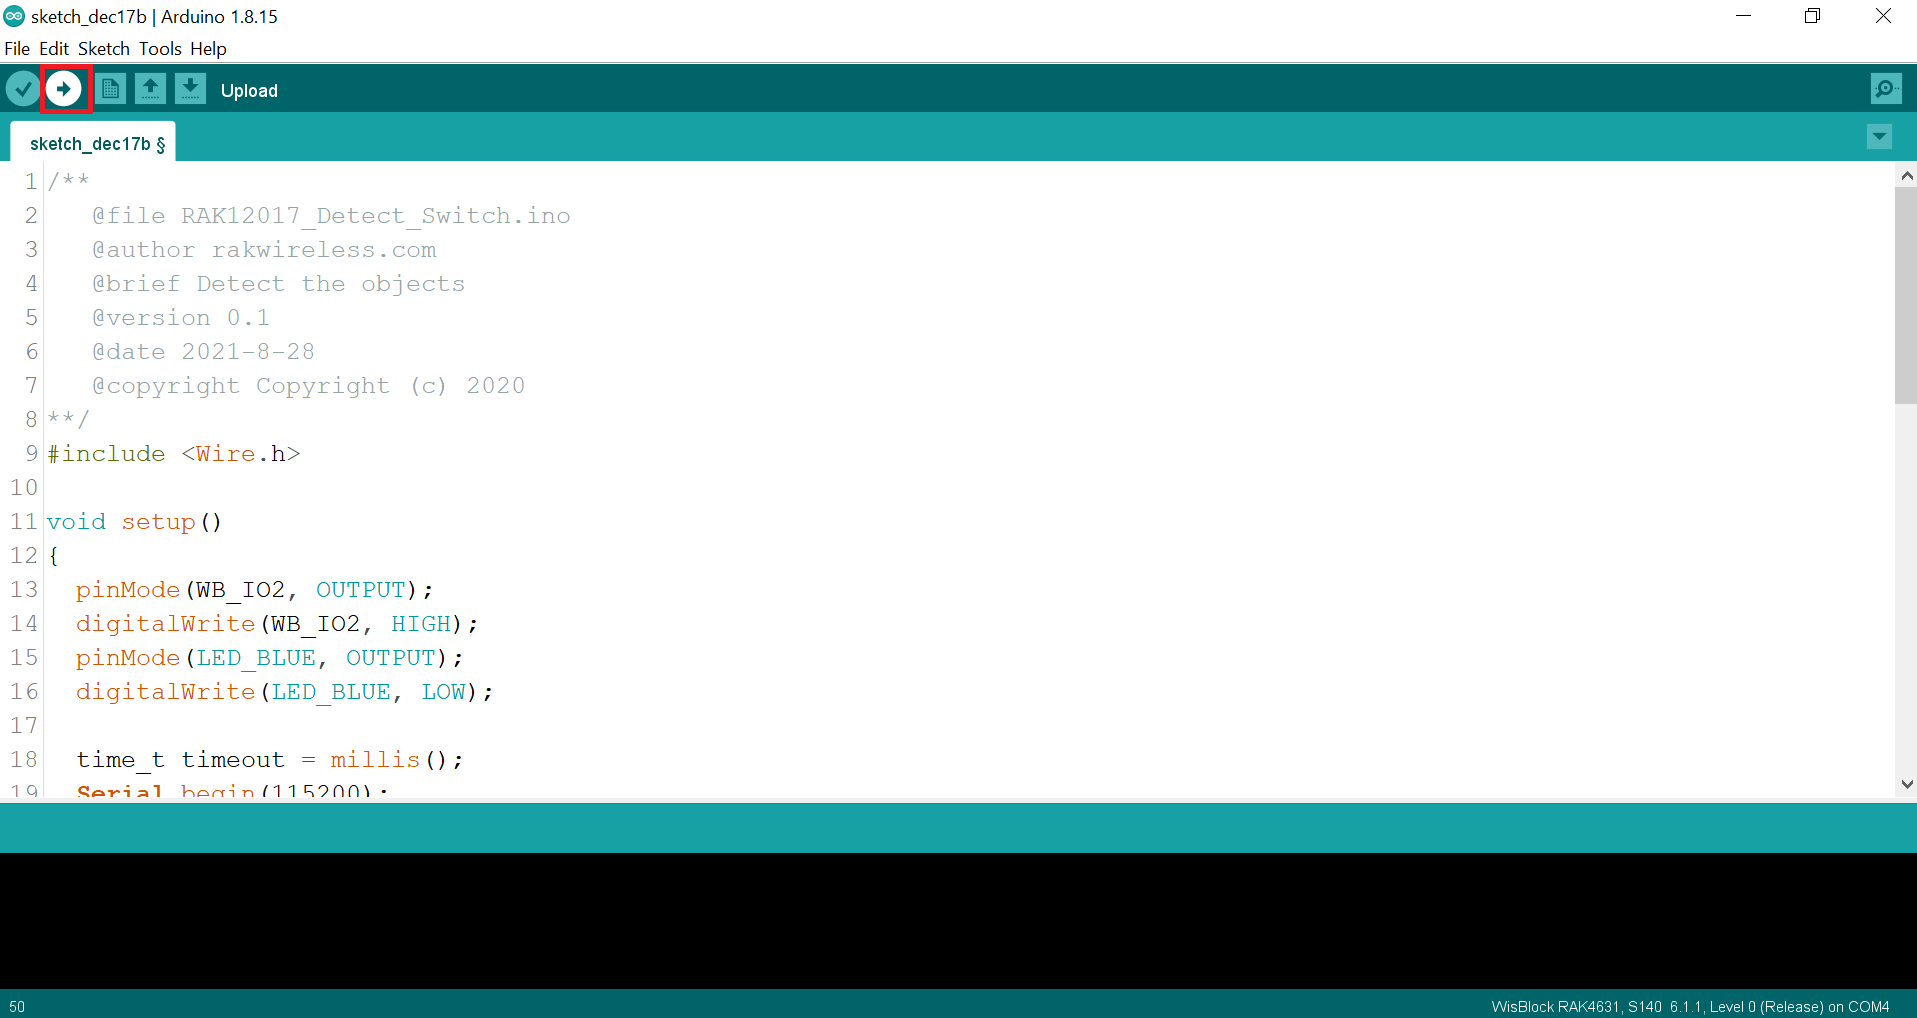 sketch_dec17b | Arduino 1.8.15
File Edit Sketch Tools Help
Upload
sketch_dec17b §
1 /**
2    @file RAK12017_Detect_Switch.ino
3    @author rakwireless.com
4    @brief Detect the objects
5    @version 0.1
6    @date 2021-8-28
7    @copyright Copyright (c) 2020
8 **/
9 #include <Wire.h>
10
11 void setup()
12 {
13   pinMode(WB_IO2, OUTPUT);
14   digitalWrite(WB_IO2, HIGH);
15   pinMode(LED_BLUE, OUTPUT);
16   digitalWrite(LED_BLUE, LOW);
17
18   time_t timeout = millis();
19   Serial.begin(115200);
50
WisBlock RAK4631, S140 6.1.1, Level 0 (Release) on COM4